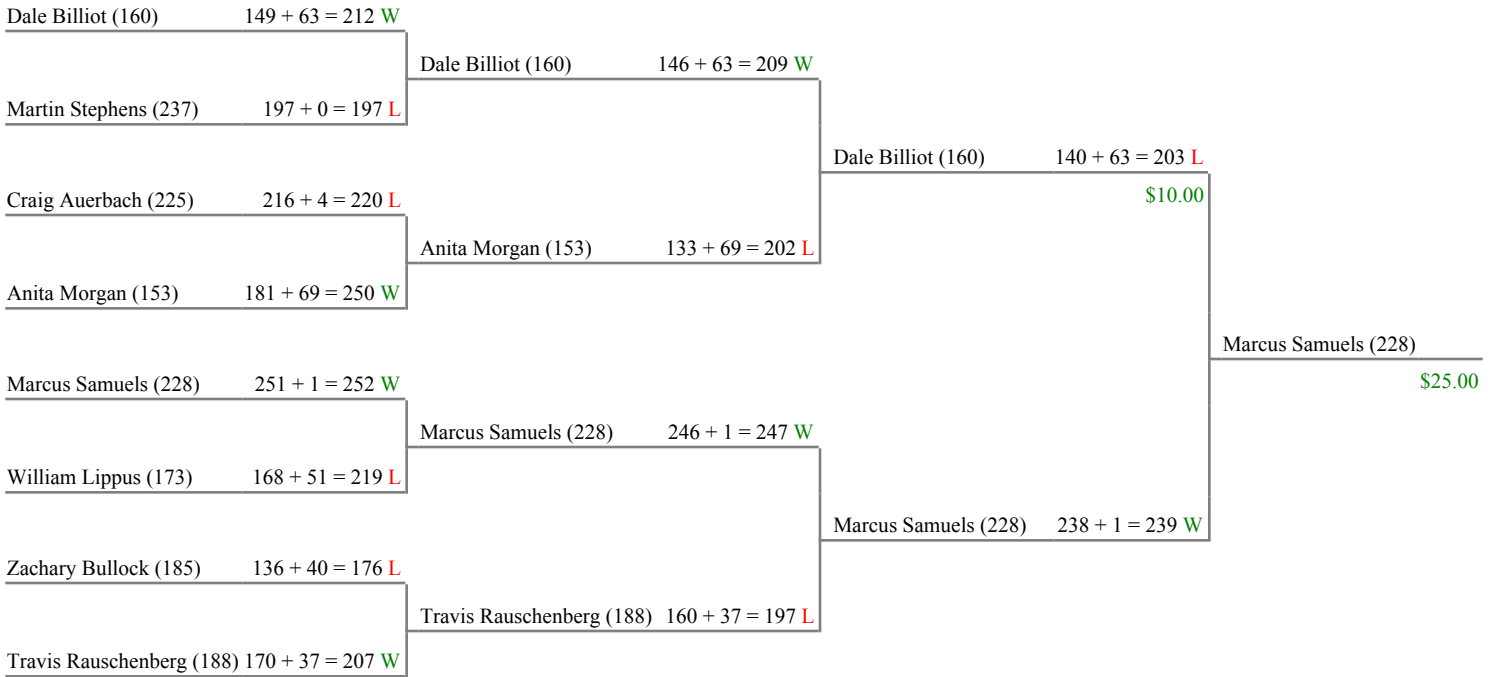 Dale Billiot (160) 149 + 63 = 212 W
Martin Stephens (237) 197 + 0 = 197 L
Craig Auerbach (225) 216 + 4 = 220 L
Anita Morgan (153) 181 + 69 = 250 W
Marcus Samuels (228) 251 + 1 = 252 W
William Lippus (173) 168 + 51 = 219 L
Zachary Bullock (185) 136 + 40 = 176 L
Travis Rauschenberg (188) 170 + 37 = 207 W
Dale Billiot (160) 146 + 63 = 209 W
Anita Morgan (153) 133 + 69 = 202 L
Marcus Samuels (228) 246 + 1 = 247 W
Travis Rauschenberg (188) 160 + 37 = 197 L
Dale Billiot (160) 140 + 63 = 203 L
$10.00
Marcus Samuels (228) 238 + 1 = 239 W
Marcus Samuels (228)
$25.00